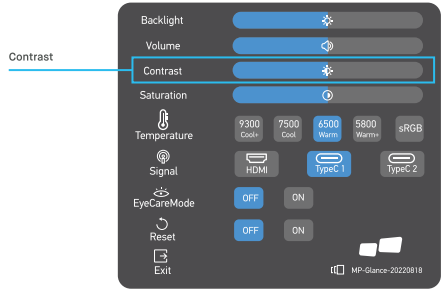 Backlight
Volume
Contrast
Contrast
Saturation
Temperature
9300 Cool+
7500 Cool
6500 Warm
5800 Warm+
sRGB
Signal
HDMI
TypeC 1
TypeC 2
EyeCareMode
OFF
ON
Reset
OFF
ON
Exit
MP-Glance-20220818